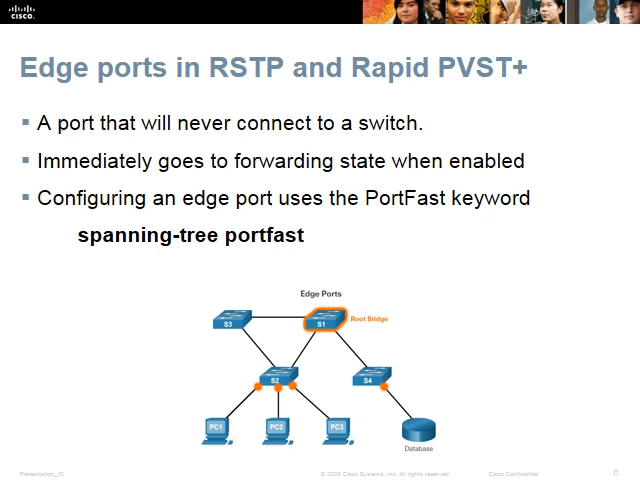 CISCO.
Edge ports in RSTP and Rapid PVST+
▪ A port that will never connect to a switch.
▪ Immediately goes to forwarding state when enabled
▪ Configuring an edge port uses the PortFast keyword
spanning-tree portfast
Edge Ports
S3
S1
Root Bridge
S2
S4
PC1
PC2
PC3
Database
Presentation_ID
© 2008 Cisco Systems, Inc. All rights reserved.
Cisco Confidential
6